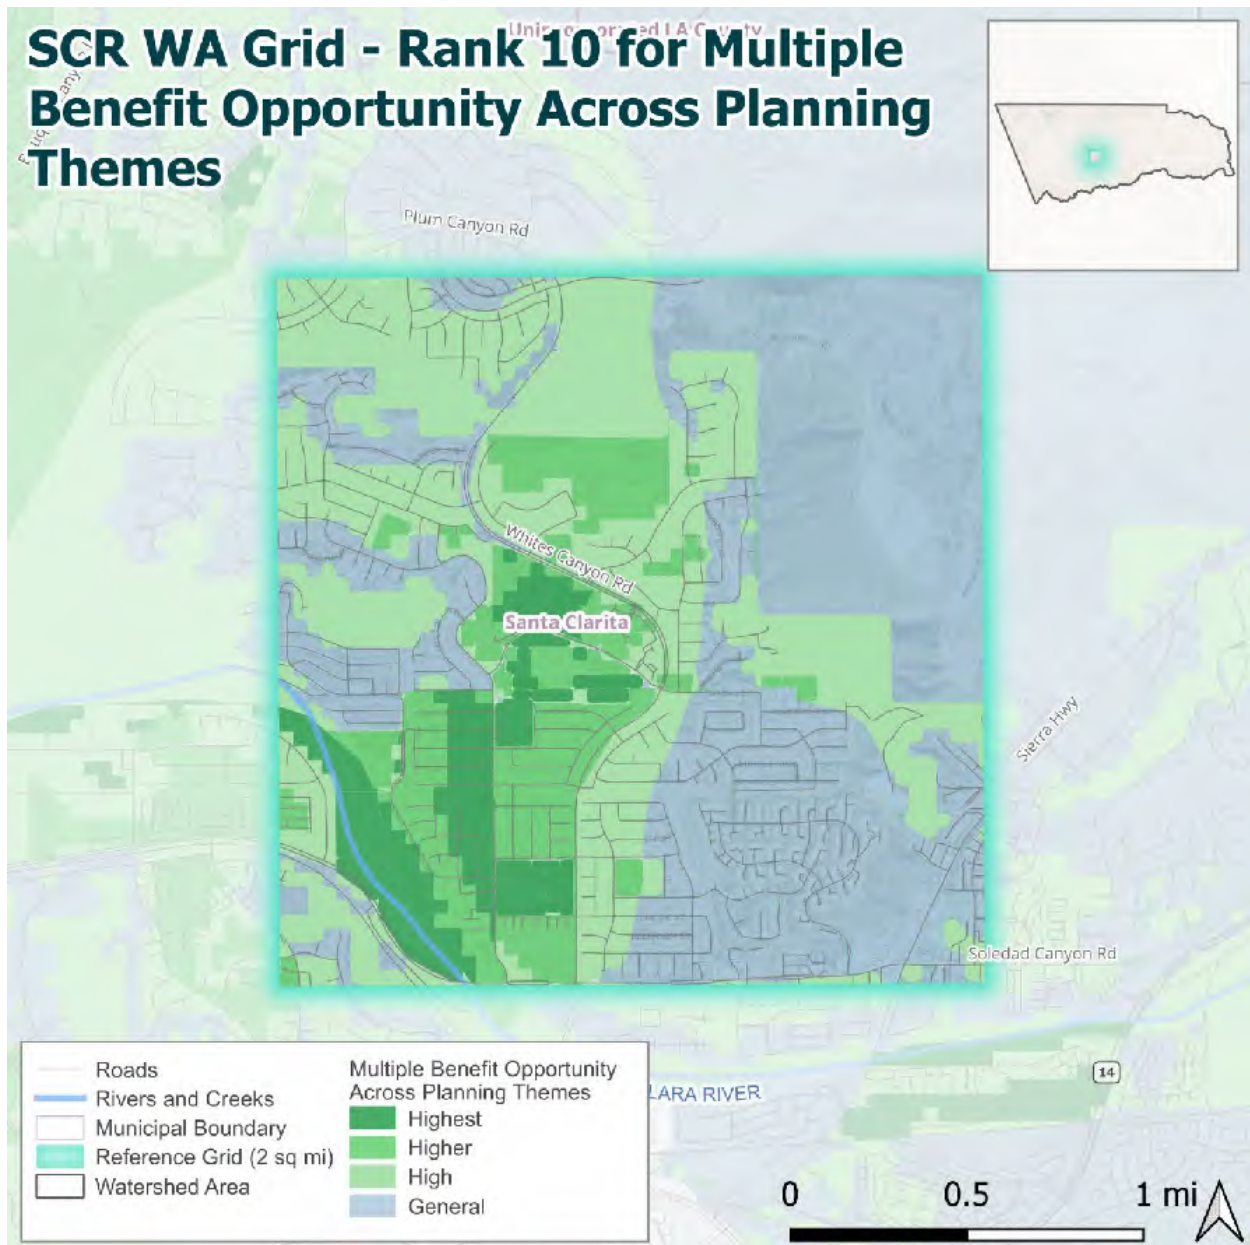 SCR WA Grid - Rank 10 for Multiple
Benefit Opportunity Across Planning
Themes
Plum Canyon Rd
Whites Canyon Rd
Santa Clarita
Sierra Hwy
Soledad Canyon Rd
14
LARA RIVER
Roads
Rivers and Creeks
Municipal Boundary
Reference Grid (2 sq mi)
Watershed Area
Multiple Benefit Opportunity
Across Planning Themes
Highest
Higher
High
General
0 0.5 1 mi